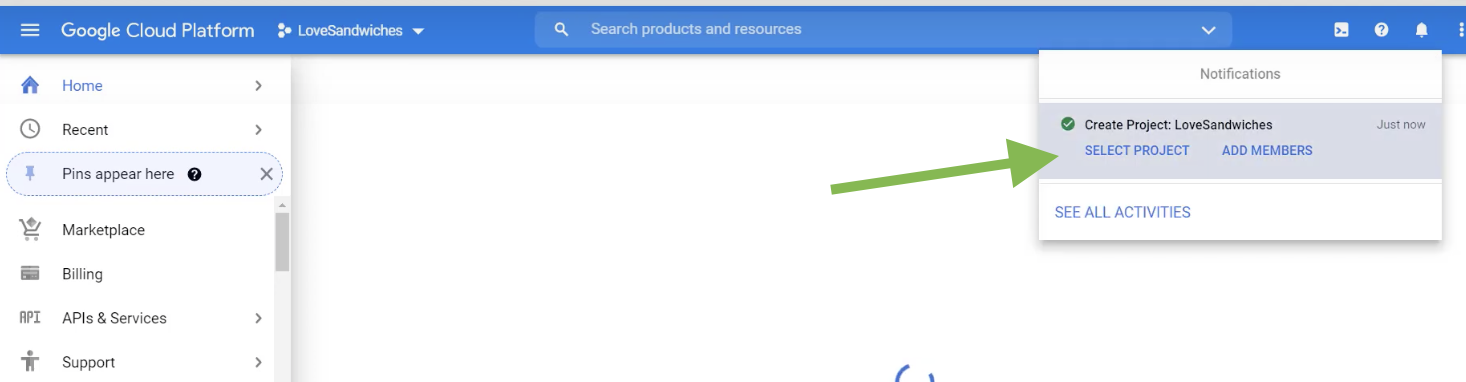 Google Cloud Platform LoveSandwiches Search products and resources
Notifications
Create Project: LoveSandwiches Just now
SELECT PROJECT ADD MEMBERS
SEE ALL ACTIVITIES
Home
Recent
Pins appear here
Marketplace
Billing
API APIs & Services
Support